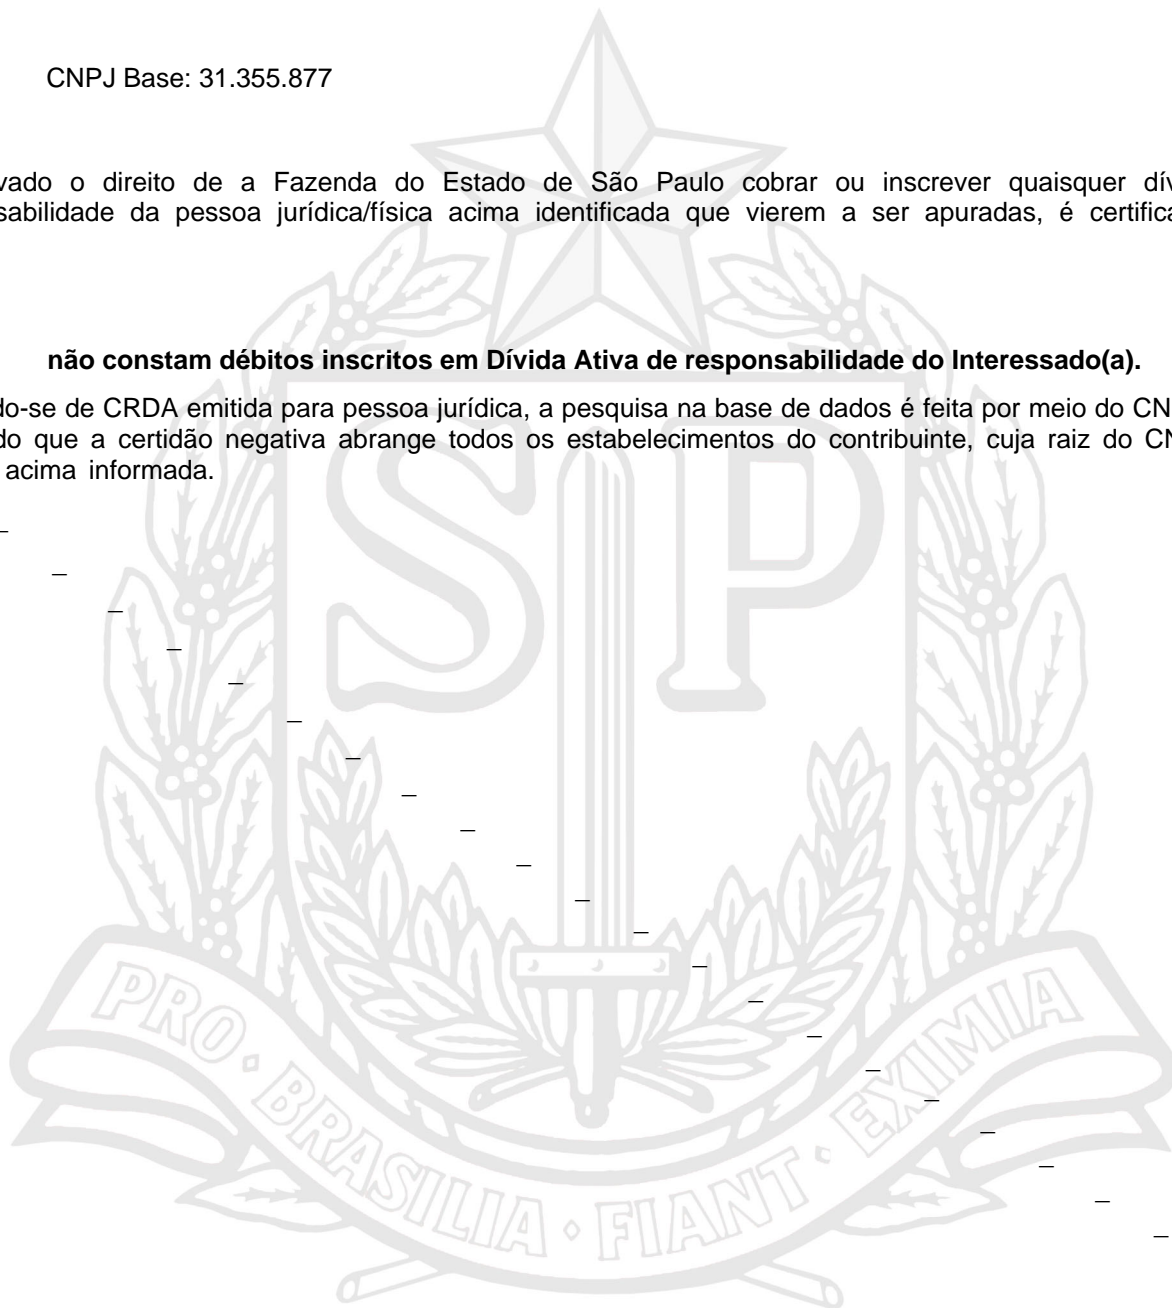 CNPJ Base: 31.355.877
vado o direito de a Fazenda do Estado de São Paulo cobrar ou inscrever quaisquer dív
sabilidade da pessoa jurídica/física acima identificada que vierem a ser apuradas, é certifica
não constam débitos inscritos em Dívida Ativa de responsabilidade do Interessado(a).
do-se de CRDA emitida para pessoa jurídica, a pesquisa na base de dados é feita por meio do CN
do que a certidão negativa abrange todos os estabelecimentos do contribuinte, cuja raiz do CN
acima informada.
SP
PRO • BRASILIA • FIANT • EXIMIA